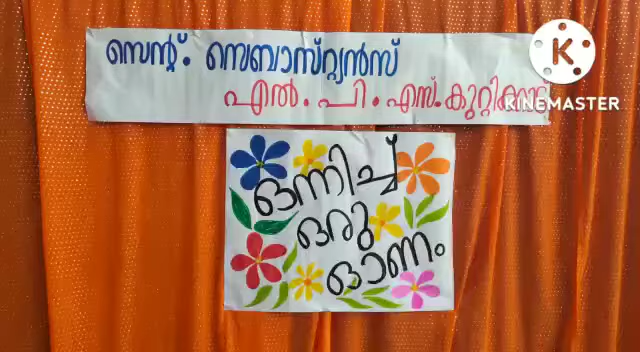 സെന്റ്. സെബാസ്റ്റ്യൻസ്
എൽ. പി. എസ്. കുറ്റിക്കാട്
KINEMASTER
ഒന്നിച്ച്
ഒരു
ഓണം